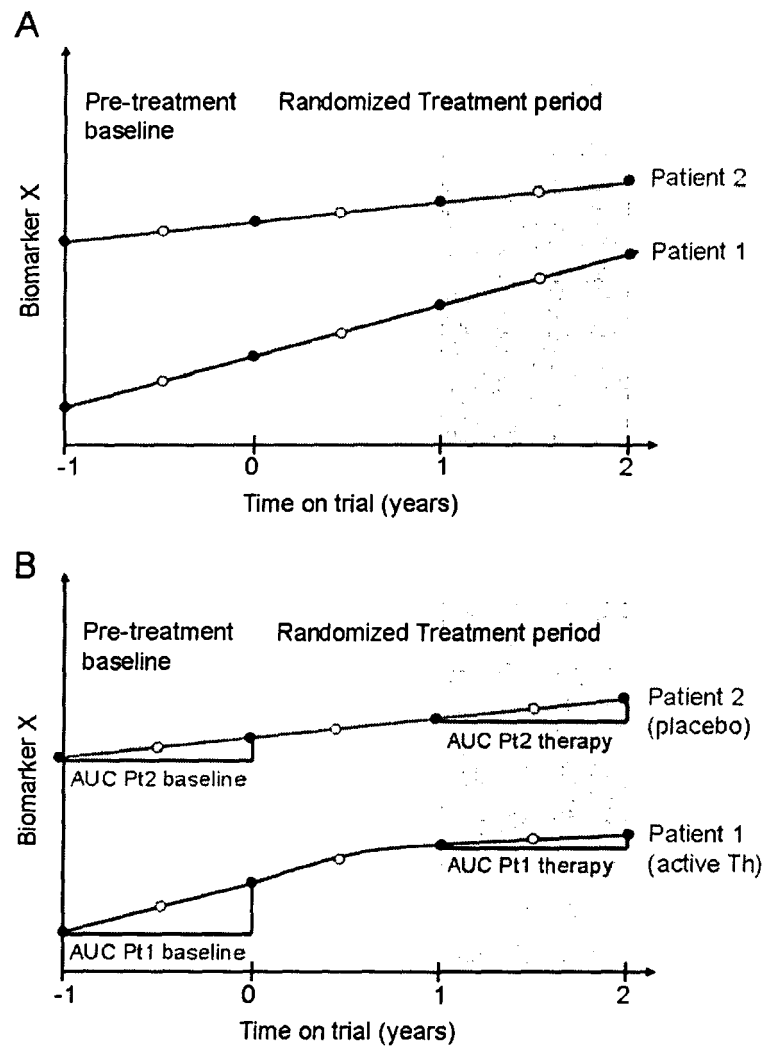 A
Pre-treatment
baseline
Randomized Treatment period
Biomarker X
Patient 2
Patient 1
-1
0
1
2
Time on trial (years)
B
Pre-treatment
baseline
Randomized Treatment period
Biomarker X
Patient 2
(placebo)
AUC Pt2 therapy
AUC Pt2 baseline
Patient 1
(active Th)
AUC Pt1 therapy
AUC Pt1 baseline
-1
0
1
2
Time on trial (years)